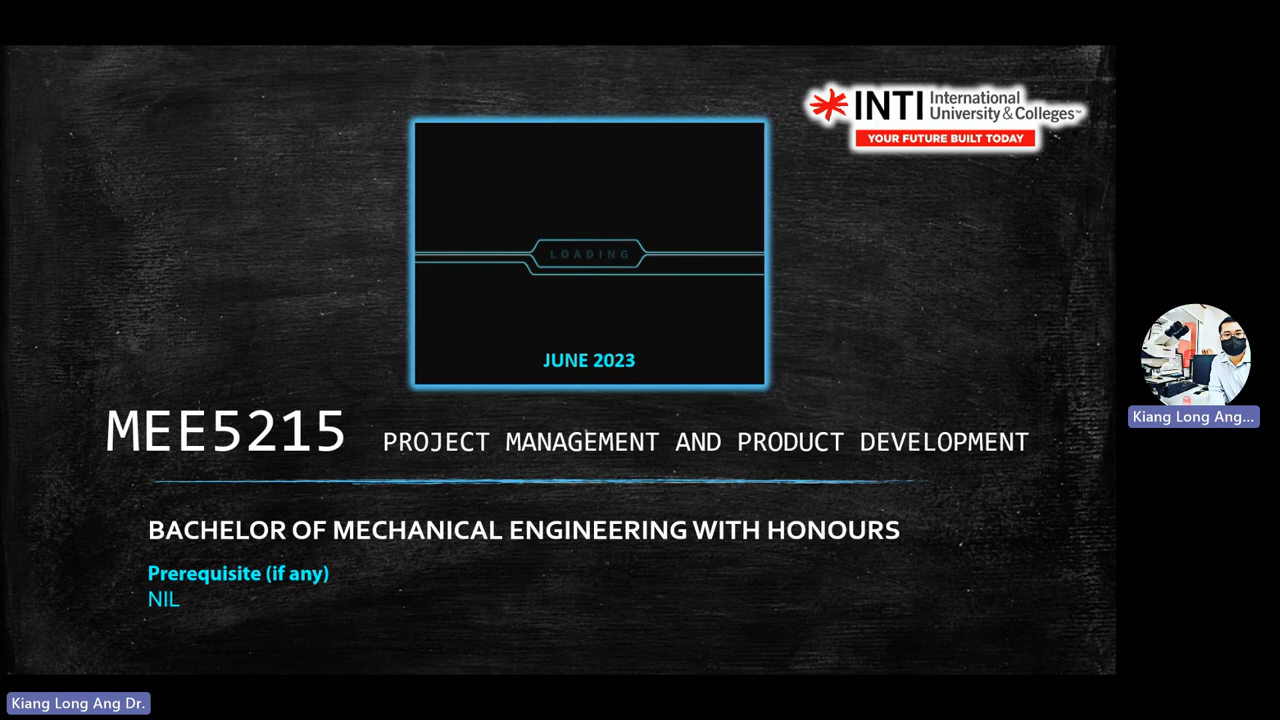 INTI International
University & Colleges™
YOUR FUTURE BUILT TODAY
LOADING
JUNE 2023
MEE5215 PROJECT MANAGEMENT AND PRODUCT DEVELOPMENT
BACHELOR OF MECHANICAL ENGINEERING WITH HONOURS
Prerequisite (if any)
NIL
Kiang Long Ang...
Kiang Long Ang Dr.